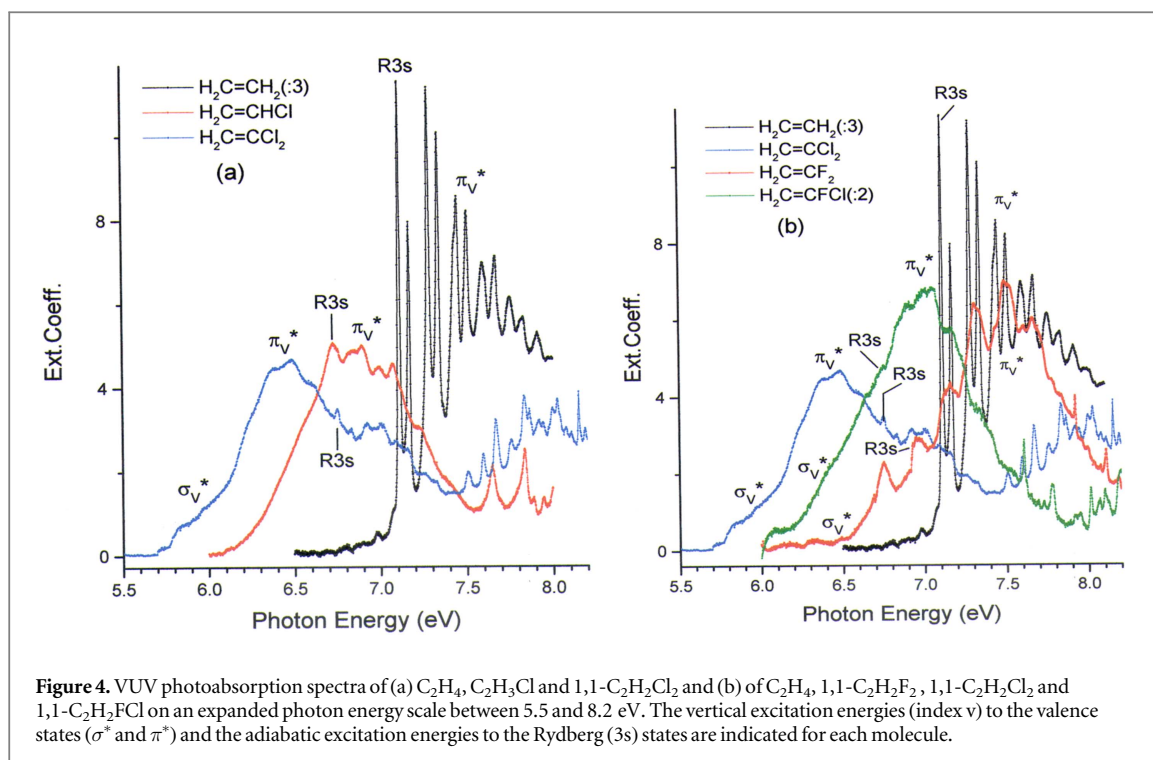 R3s
H₂C=CH₂(:3)
H₂C=CHCl
H₂C=CCl₂
(a)
8
πᵥ*
R3s
πᵥ*
πᵥ*
Ext.Coeff.
4
R3s
σᵥ*
0
5.5 6.0 6.5 7.0 7.5 8.0
Photon Energy (eV)
R3s
H₂C=CH₂(:3)
H₂C=CCl₂
H₂C=CF₂
H₂C=CFCl(:2)
(b)
πᵥ*
8
πᵥ*
R3s
πᵥ*
πᵥ*
R3s
Ext.Coeff.
4
R3s
σᵥ*
σᵥ*
σᵥ*
0
5.5 6.0 6.5 7.0 7.5 8.0
Photon Energy (eV)
Figure 4. VUV photoabsorption spectra of (a) C₂H₄, C₂H₃Cl and 1,1-C₂H₂Cl₂ and (b) of C₂H₄, 1,1-C₂H₂F₂ , 1,1-C₂H₂Cl₂ and
1,1-C₂H₂FCl on an expanded photon energy scale between 5.5 and 8.2 eV. The vertical excitation energies (index v) to the valence
states (σ* and π*) and the adiabatic excitation energies to the Rydberg (3s) states are indicated for each molecule.